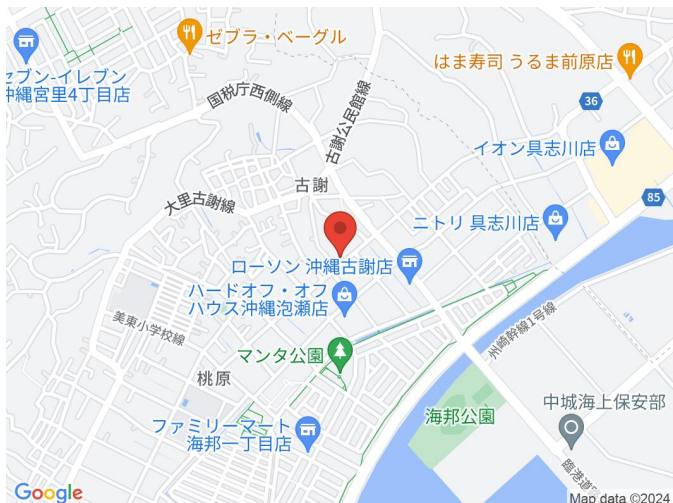 ゼブラ・ベーグル
セブン-イレブン
沖縄宮里4丁目店
はま寿司 うるま前原店
国税庁西側線
古謝公民館線
36
イオン具志川店
大里古謝線
古謝
85
ニトリ 具志川店
ローソン 沖縄古謝店
ハードオフ・オフ
ハウス沖縄泡瀬店
美東小学校線
州崎幹線1号線
マンタ公園
桃原
海邦公園
中城海上保安部
ファミリーマート
海邦一丁目店
臨港道
Google
Map data ©2024